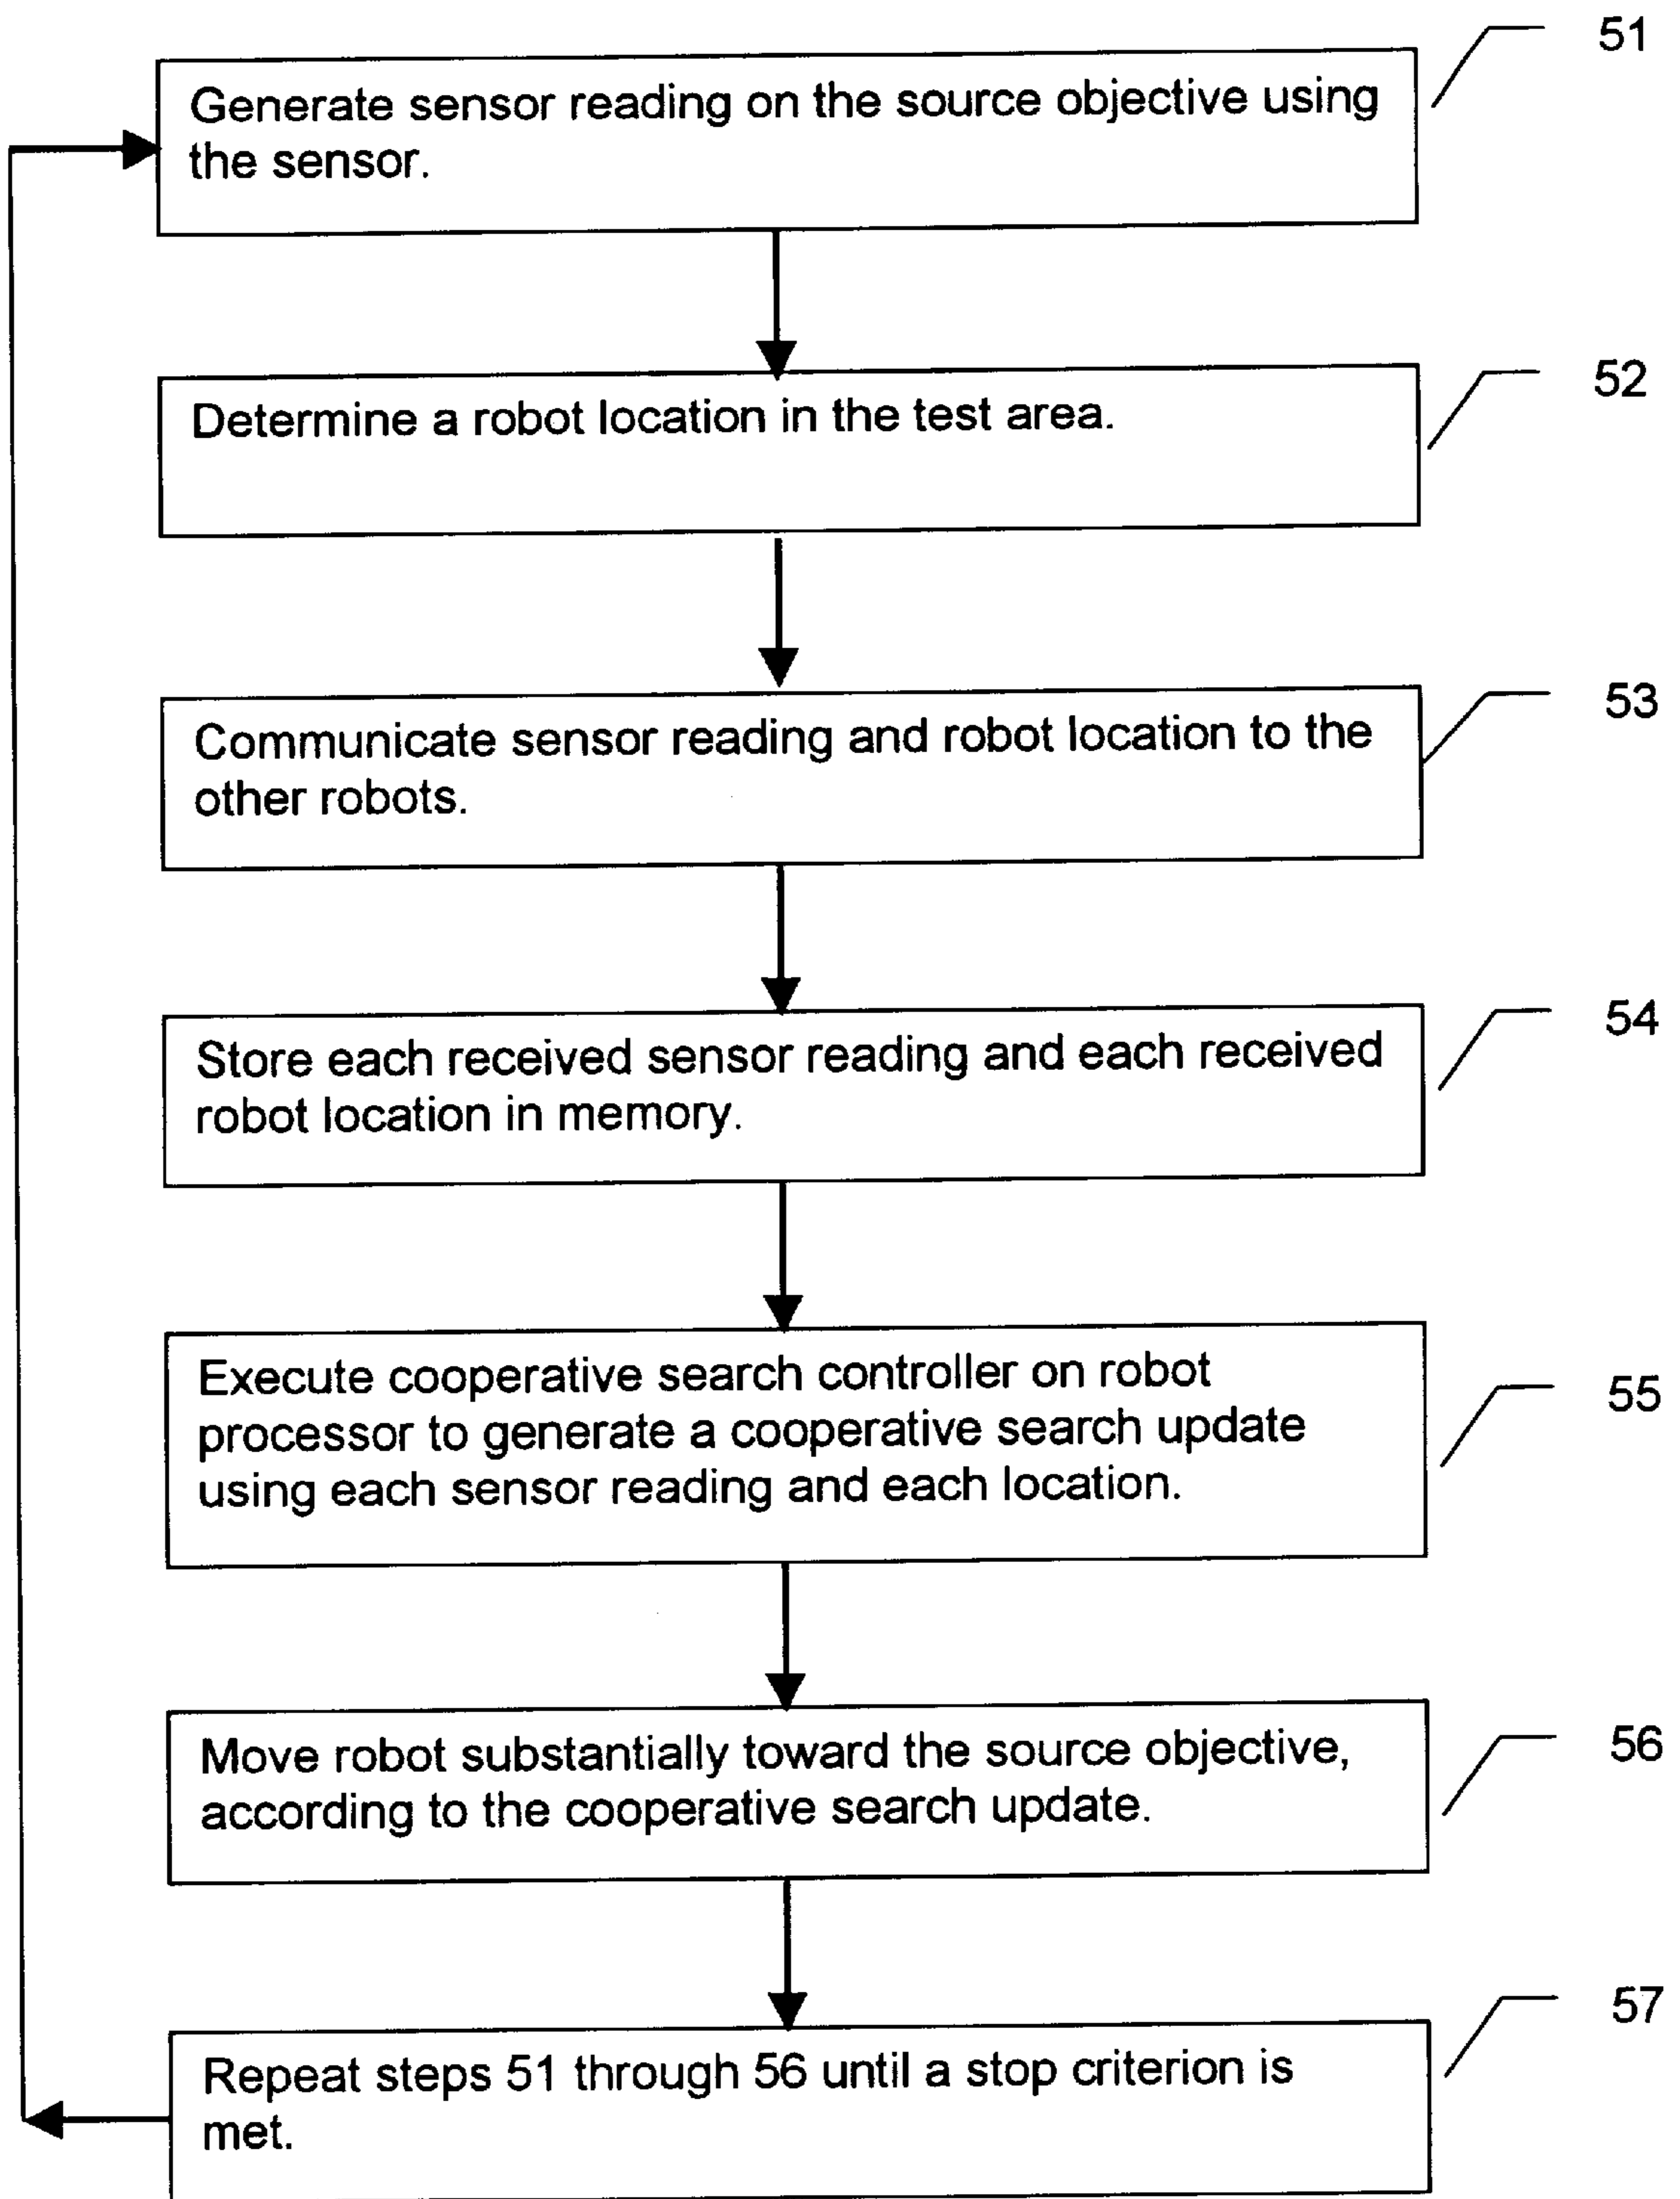 51
Generate sensor reading on the source objective using
the sensor.
52
Determine a robot location in the test area.
53
Communicate sensor reading and robot location to the
other robots.
54
Store each received sensor reading and each received
robot location in memory.
55
Execute cooperative search controller on robot
processor to generate a cooperative search update
using each sensor reading and each location.
56
Move robot substantially toward the source objective,
according to the cooperative search update.
57
Repeat steps 51 through 56 until a stop criterion is
met.